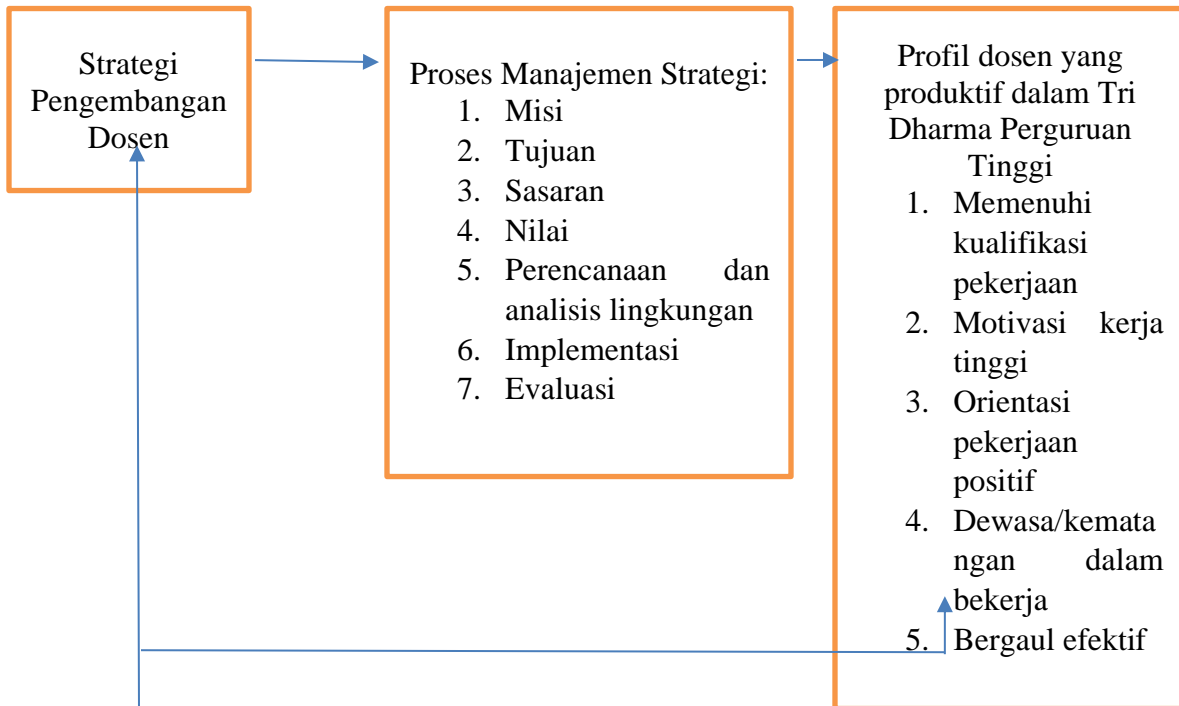 Strategi
Pengembangan
Dosen
Proses Manajemen Strategi:
1. Misi
2. Tujuan
3. Sasaran
4. Nilai
5. Perencanaan dan
analisis lingkungan
6. Implementasi
7. Evaluasi
Profil dosen yang
produktif dalam Tri
Dharma Perguruan
Tinggi
1. Memenuhi
kualifikasi
pekerjaan
2. Motivasi kerja
tinggi
3. Orientasi
pekerjaan
positif
4. Dewasa/kemata
ngan dalam
bekerja
5. Bergaul efektif